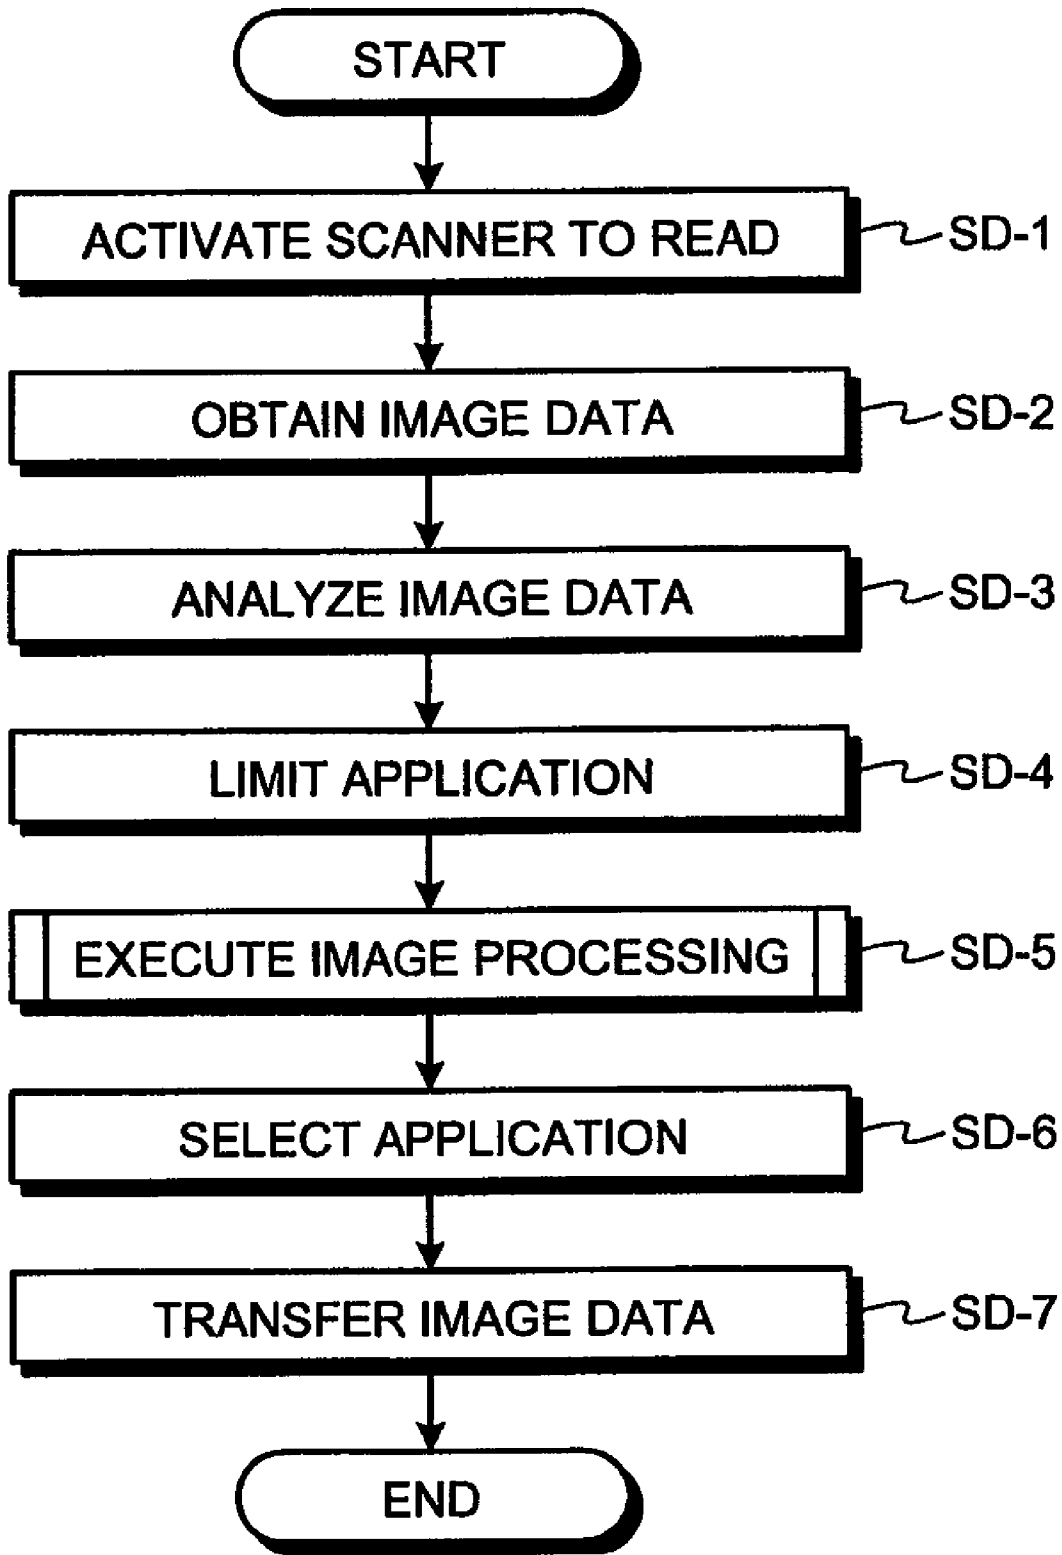 START
ACTIVATE SCANNER TO READ
SD-1
OBTAIN IMAGE DATA
SD-2
ANALYZE IMAGE DATA
SD-3
LIMIT APPLICATION
SD-4
EXECUTE IMAGE PROCESSING
SD-5
SELECT APPLICATION
SD-6
TRANSFER IMAGE DATA
SD-7
END